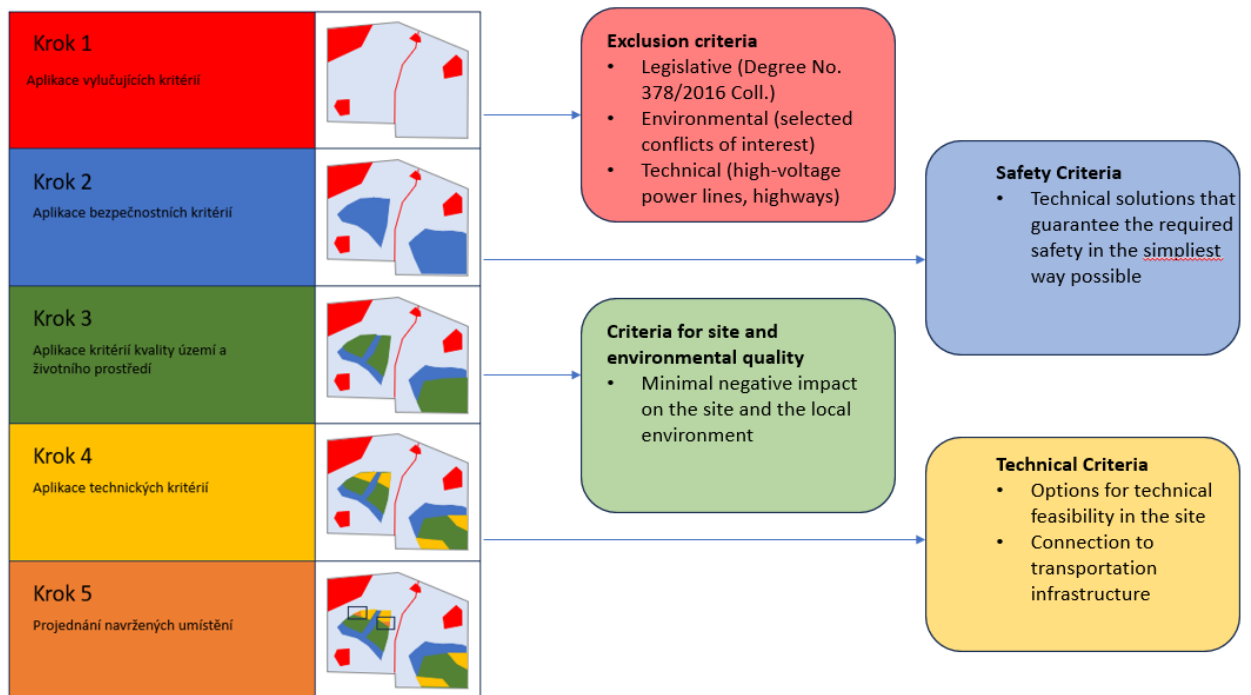 Krok 1
Aplikace vylučujících kritérií
Krok 2
Aplikace bezpečnostních kritérií
Krok 3
Aplikace kritérií kvality území a
životního prostředí
Krok 4
Aplikace technických kritérií
Krok 5
Projednání navržených umístění
Exclusion criteria
• Legislative (Degree No.
378/2016 Coll.)
• Environmental (selected
conflicts of interest)
• Technical (high-voltage
power lines, highways)
Safety Criteria
• Technical solutions that
guarantee the required
safety in the simpliest
way possible
Criteria for site and
environmental quality
• Minimal negative impact
on the site and the local
environment
Technical Criteria
• Options for technical
feasibility in the site
• Connection to
transportation
infrastructure